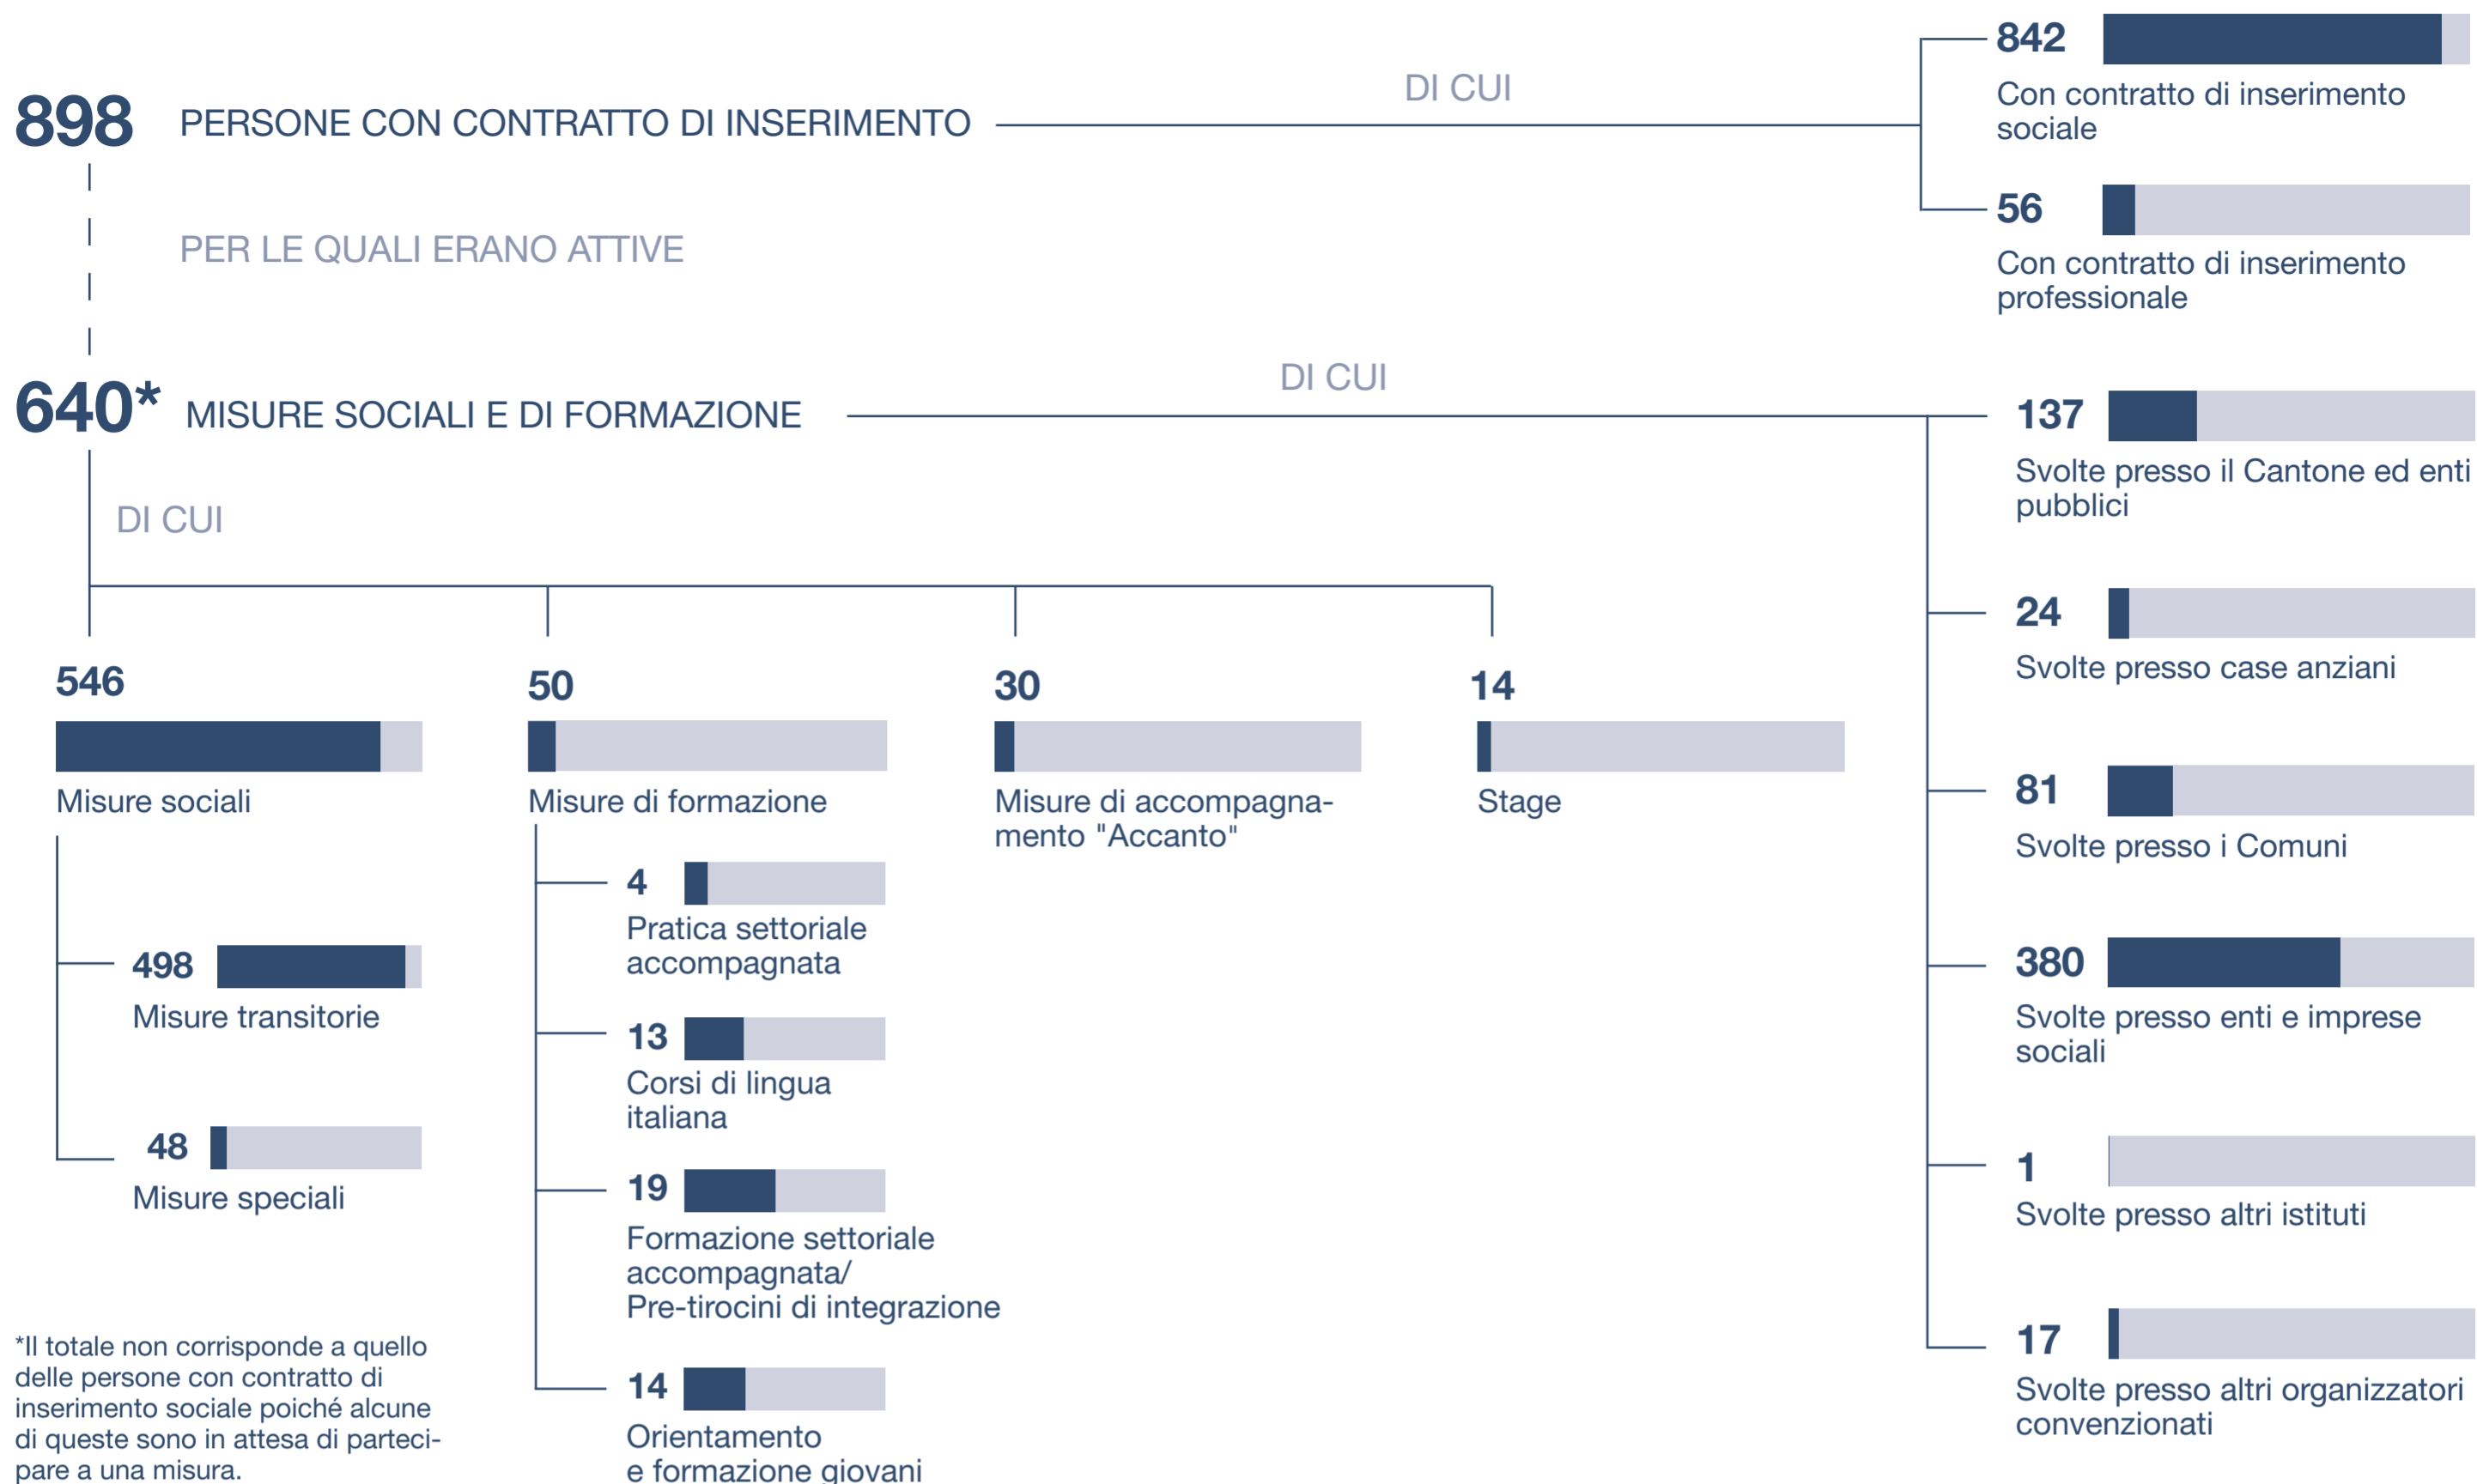 898 PERSONE CON CONTRATTO DI INSERIMENTO
DI CUI
842
Con contratto di inserimento
sociale
56
Con contratto di inserimento
professionale
PER LE QUALI ERANO ATTIVE
640* MISURE SOCIALI E DI FORMAZIONE
DI CUI
137
Svolte presso il Cantone ed enti
pubblici
24
Svolte presso case anziani
81
Svolte presso i Comuni
380
Svolte presso enti e imprese
sociali
1
Svolte presso altri istituti
17
Svolte presso altri organizzatori
convenzionati
DI CUI
546
Misure sociali
498
Misure transitorie
48
Misure speciali
50
Misure di formazione
4
Pratica settoriale
accompagnata
13
Corsi di lingua
italiana
19
Formazione settoriale
accompagnata/
Pre-tirocini di integrazione
14
Orientamento
e formazione giovani
30
Misure di accompagna-
mento "Accanto"
14
Stage
*Il totale non corrisponde a quello
delle persone con contratto di
inserimento sociale poiché alcune
di queste sono in attesa di parteci-
pare a una misura.